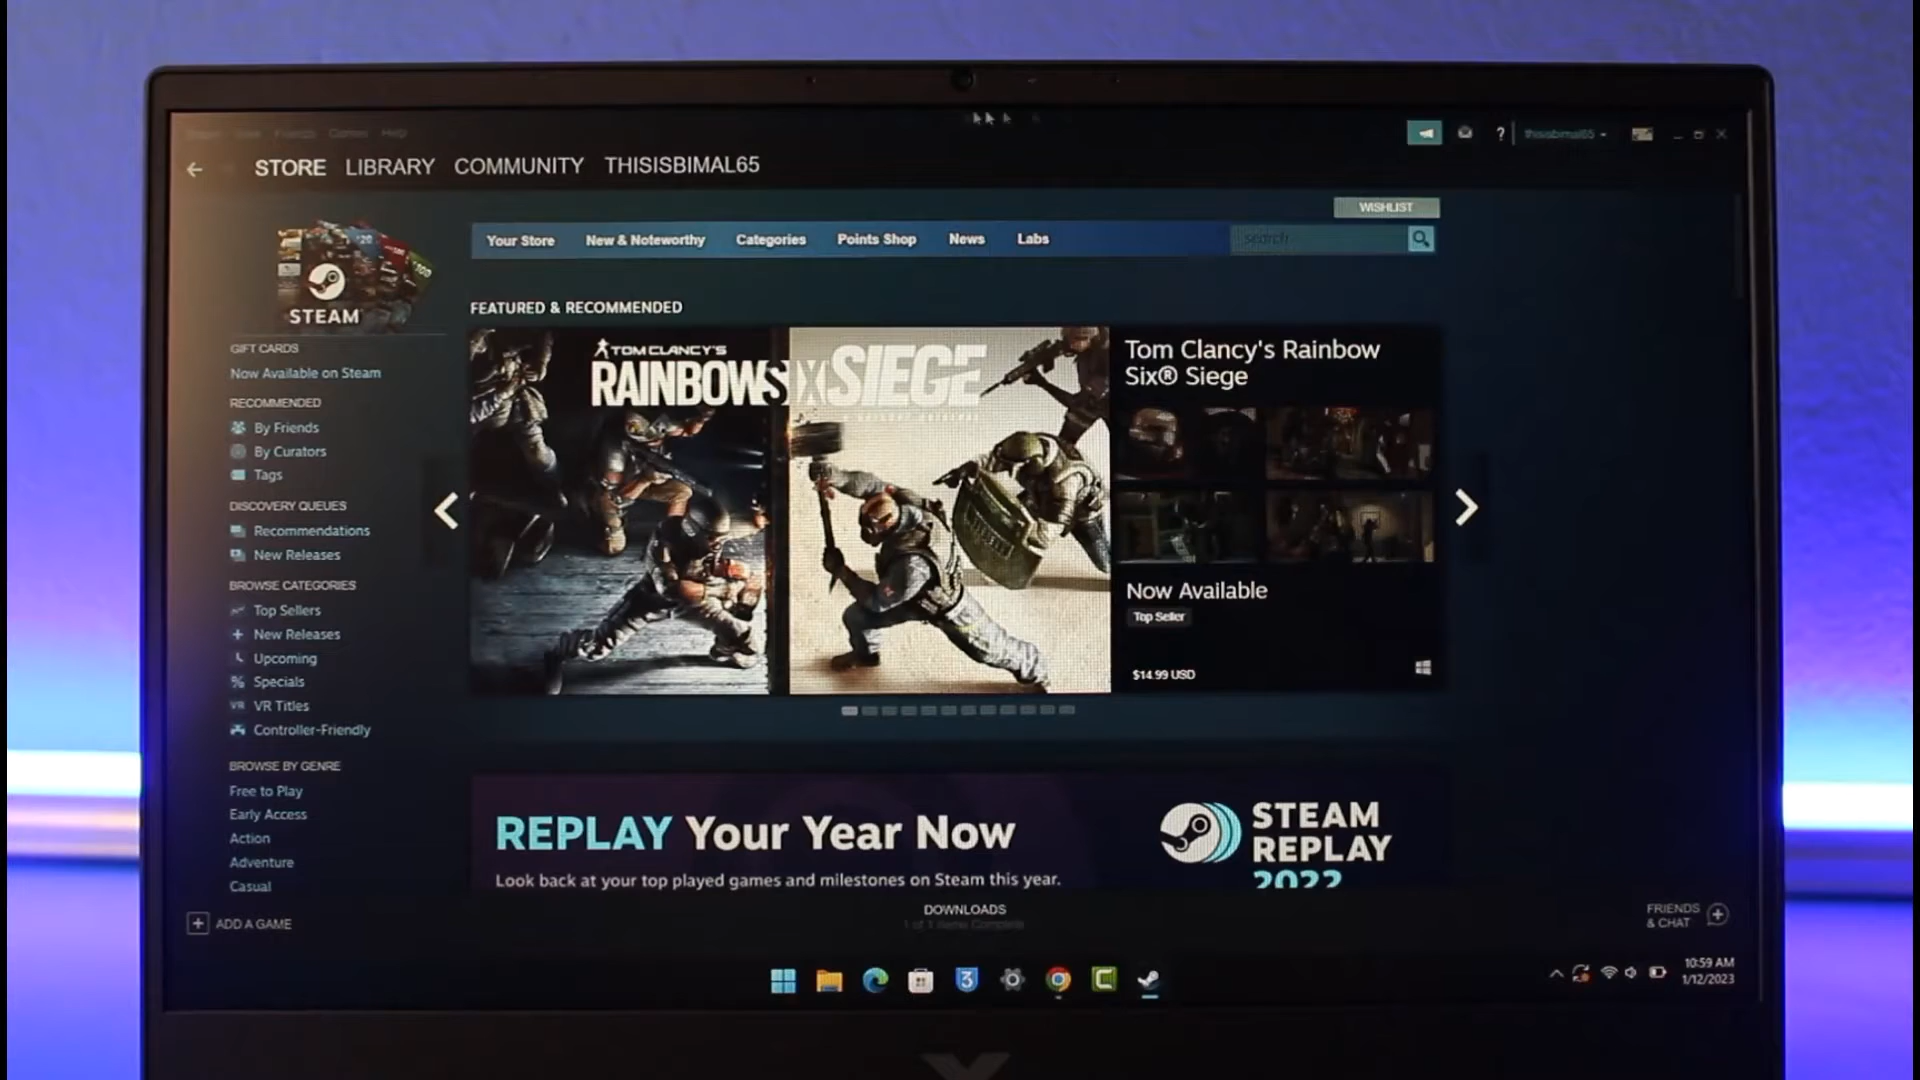 Friends Games Help
thisisbimal65
STORE LIBRARY COMMUNITY THISISBIMAL65
WISHLIST
Your Store New & Noteworthy Categories Points Shop News Labs
search
STEAM
GIFT CARDS
Now Available on Steam
RECOMMENDED
By Friends
By Curators
Tags
DISCOVERY QUEUES
Recommendations
New Releases
BROWSE CATEGORIES
Top Sellers
New Releases
Upcoming
Specials
VR Titles
Controller-Friendly
BROWSE BY GENRE
Free to Play
Early Access
Action
Adventure
Casual
FEATURED & RECOMMENDED
TOM CLANCY'S
RAINBOW SIX SIEGE
Tom Clancy's Rainbow
Six® Siege
Now Available
Top Seller
$14.99 USD
REPLAY Your Year Now
Look back at your top played games and milestones on Steam this year.
STEAM
REPLAY
2022
ADD A GAME
DOWNLOADS
FRIENDS
& CHAT
10:59 AM
1/12/2023